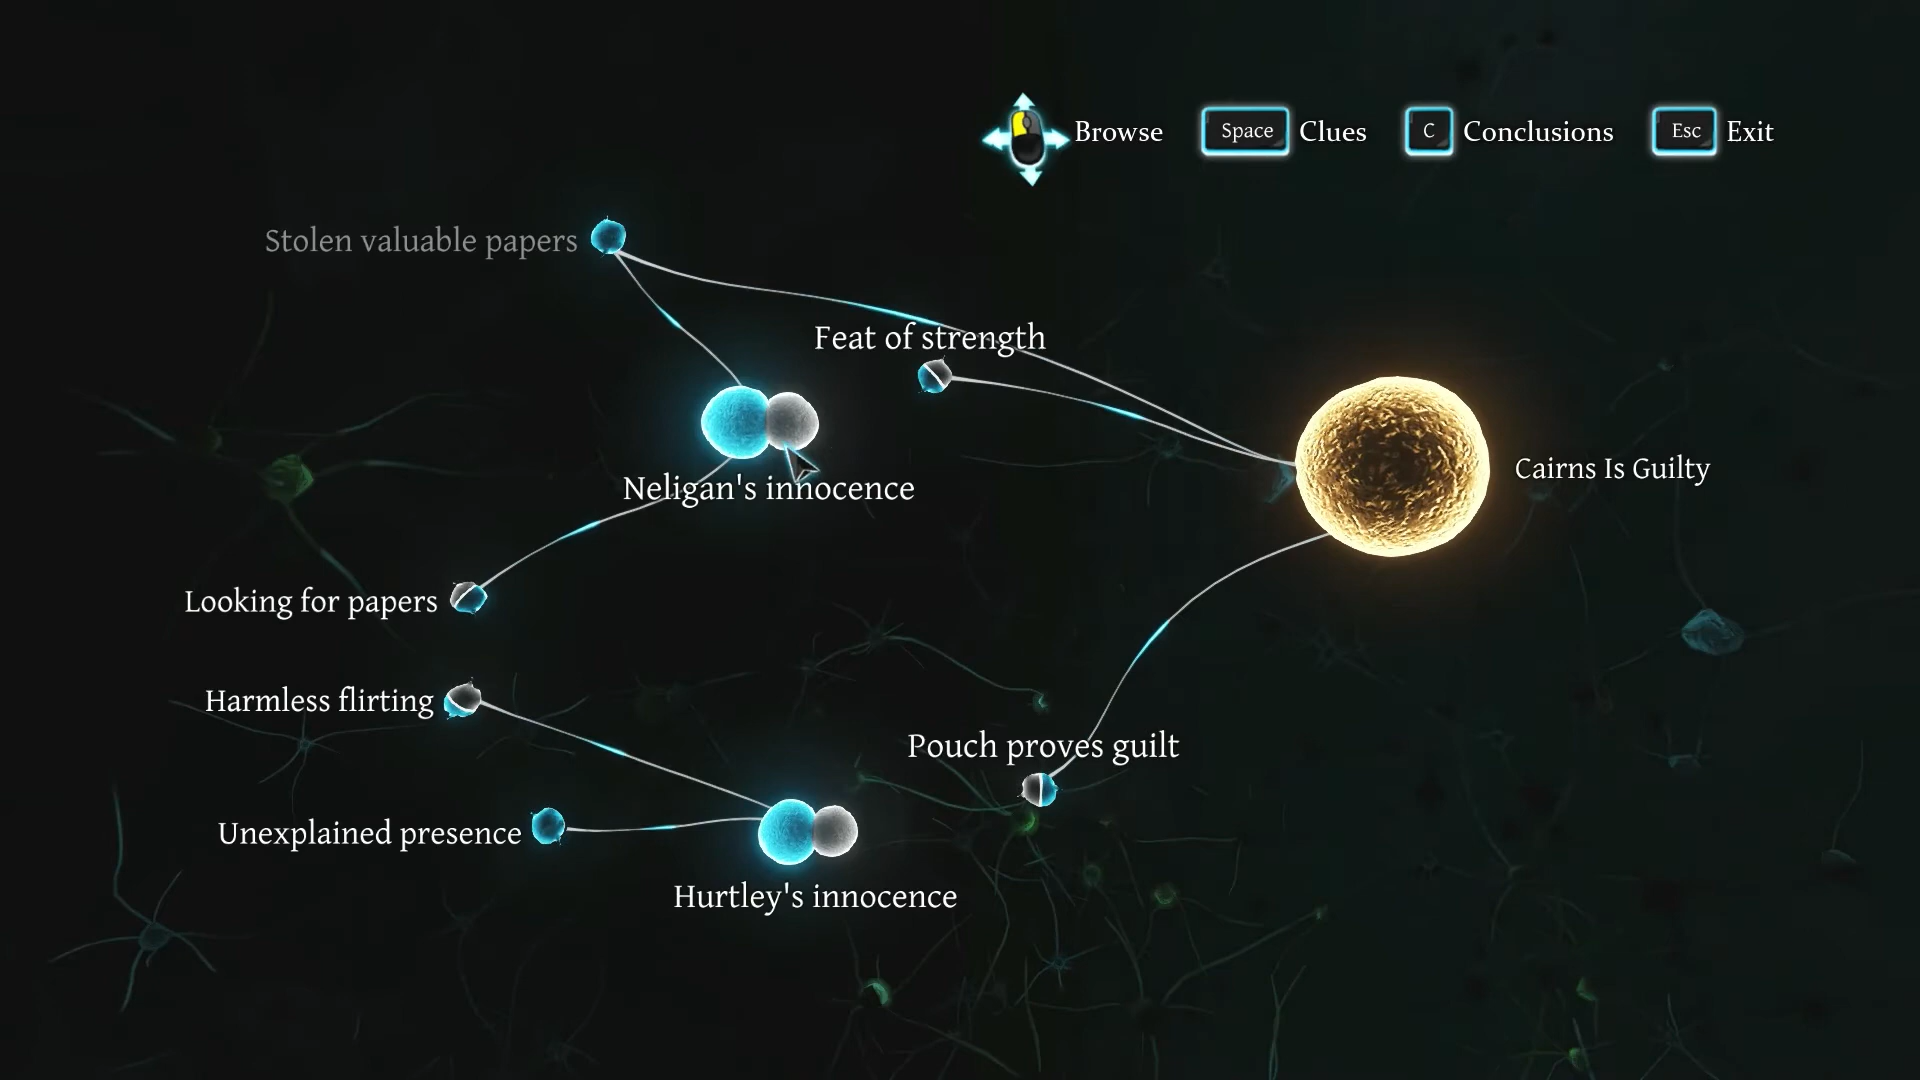 Browse
Space Clues
C Conclusions
Esc Exit
Stolen valuable papers
Feat of strength
Cairns Is Guilty
Neligan's innocence
Looking for papers
Harmless flirting
Pouch proves guilt
Unexplained presence
Hurtley's innocence